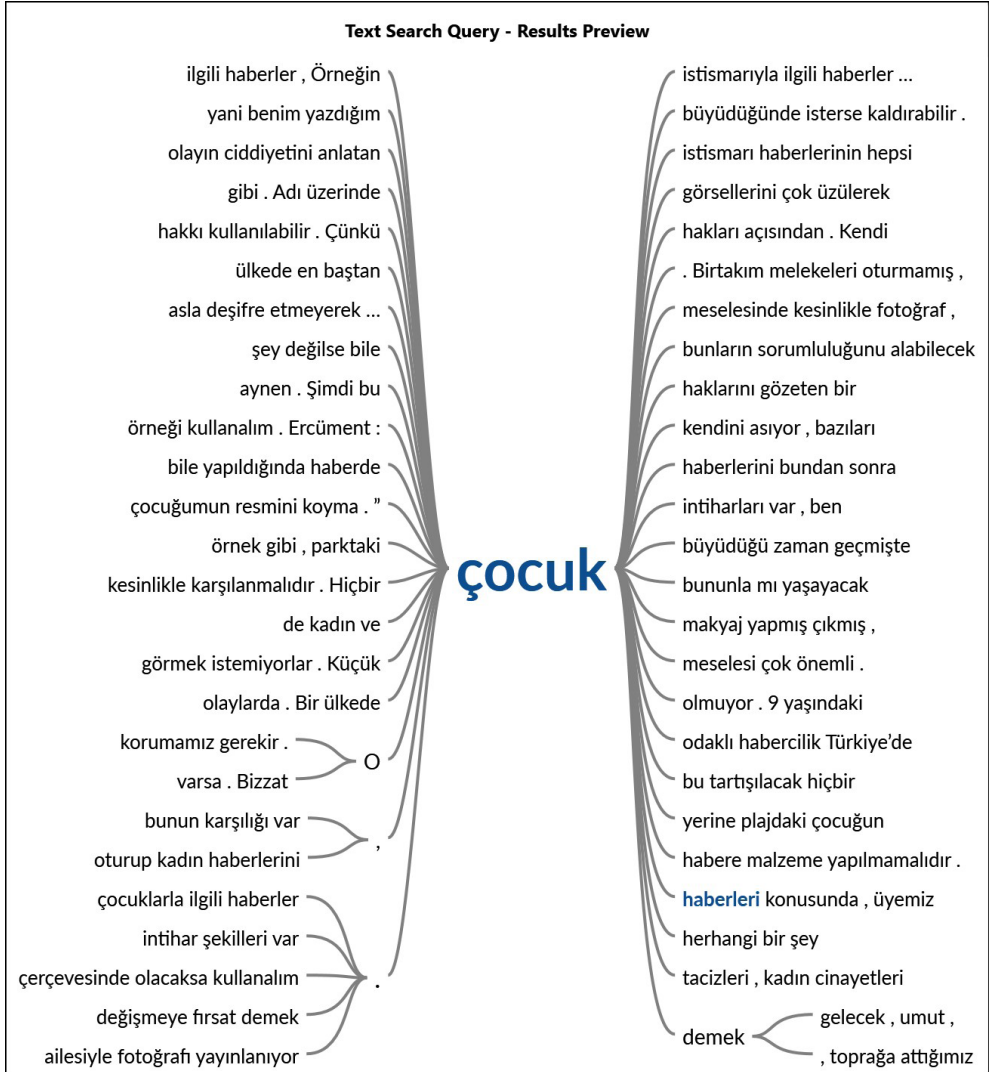 Text Search Query - Results Preview
ilgili haberler , Örneğin
yani benim yazdığım
olayın ciddiyetini anlatan
gibi . Adı üzerinde
hakkı kullanılabilir . Çünkü
ülkede en baştan
asla deşifre etmeyerek ...
şey değilse bile
aynen . Şimdi bu
örneği kullanalım . Ercüment :
bile yapıldığında haberde
çocuğumun resmini koyma . ”
örnek gibi , parktaki
kesinlikle karşılanmalıdır . Hiçbir
de kadın ve
görmek istemiyorlar . Küçük
olaylarda . Bir ülkede
korumamız gerekir .
varsa . Bizzat
O
bunun karşılığı var
oturup kadın haberlerini
,
çocuklarla ilgili haberler
intihar şekilleri var
çerçevesinde olacaksa kullanalım
değişmeye fırsat demek
ailesiyle fotoğrafı yayınlanıyor
.
çocuk
istismarıyla ilgili haberler ...
büyüdüğünde isterse kaldırabilir .
istismarı haberlerinin hepsi
görsellerini çok üzülerek
hakları açısından . Kendi
. Birtakım melekeleri oturmamış ,
meselesinde kesinlikle fotoğraf ,
bunların sorumluluğunu alabilecek
haklarını gözeten bir
kendini asıyor , bazıları
haberlerini bundan sonra
intiharları var , ben
büyüdüğü zaman geçmişte
bununla mı yaşayacak
makyaj yapmış çıkmış ,
meselesi çok önemli .
olmuyor . 9 yaşındaki
odaklı habercilik Türkiye’de
bu tartışılacak hiçbir
yerine plajdaki çocuğun
habere malzeme yapılmamalıdır .
haberleri konusunda , üyemiz
herhangi bir şey
tacizleri , kadın cinayetleri
demek
gelecek , umut ,
, toprağa attığımız